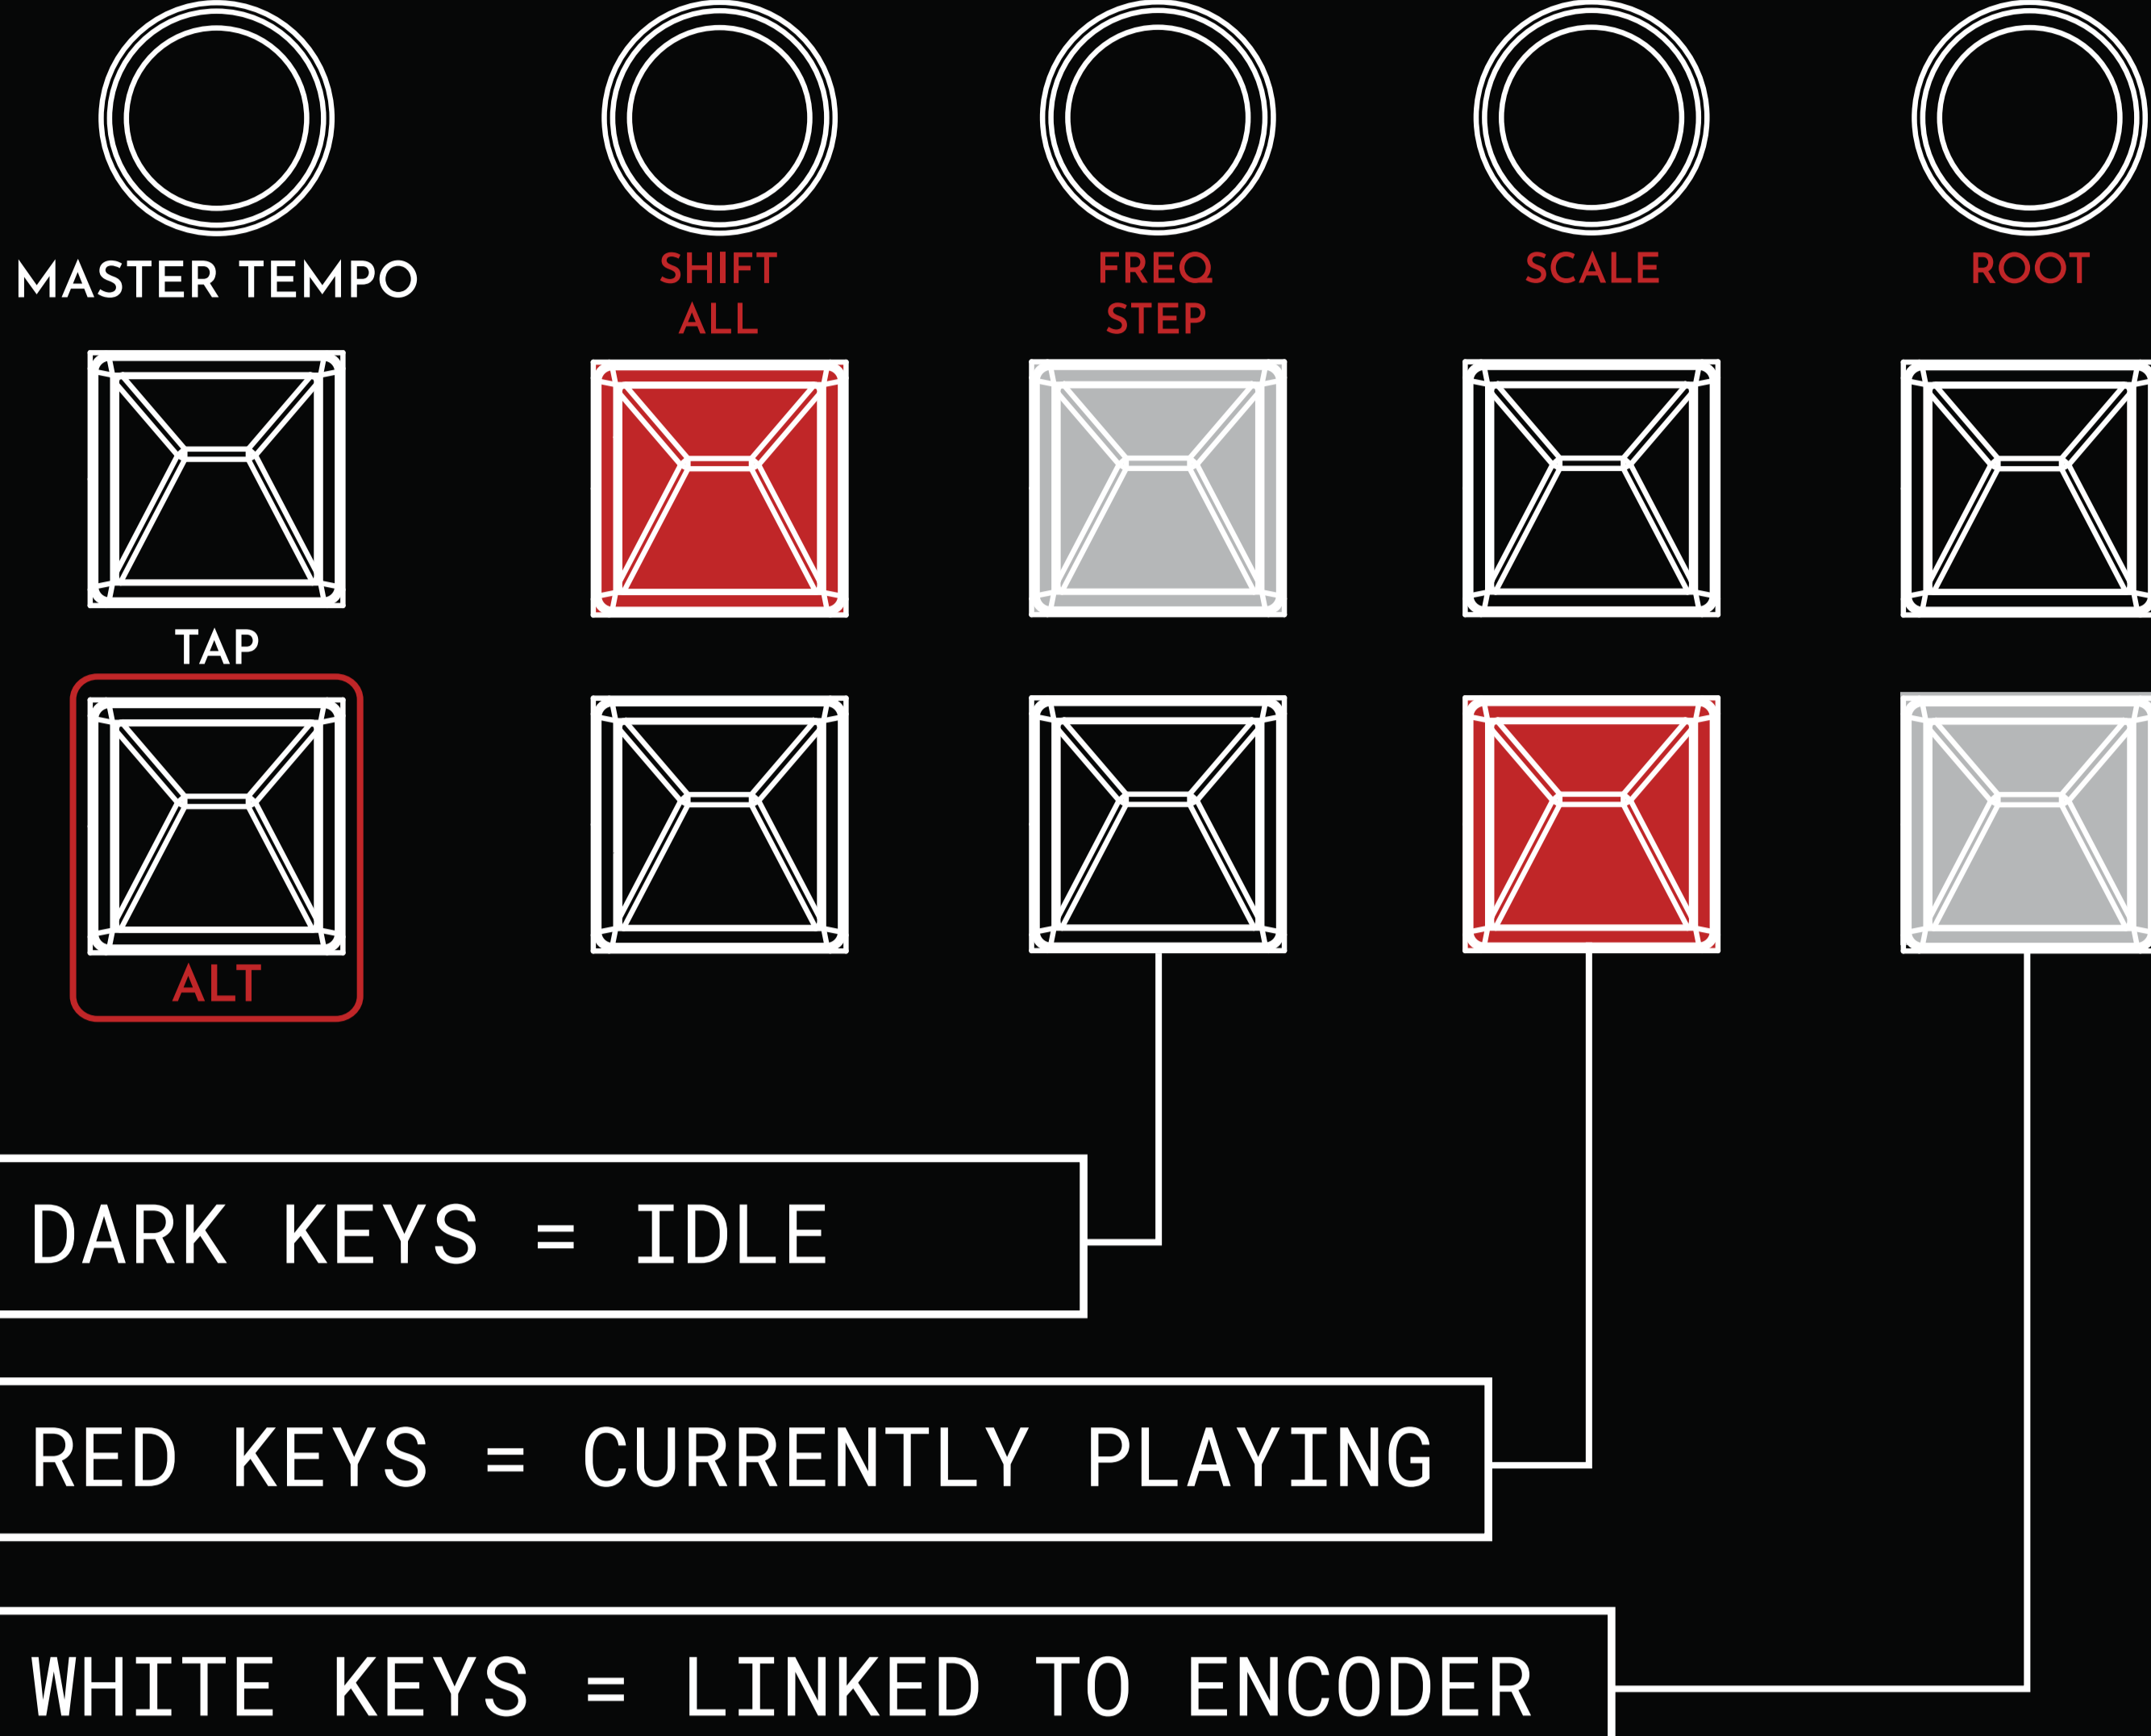 MASTER TEMPO
SHIFT
ALL
FREQ
STEP
SCALE
ROOT
TAP
ALT
DARK KEYS = IDLE
RED KEYS = CURRENTLY PLAYING
WHITE KEYS = LINKED TO ENCODER